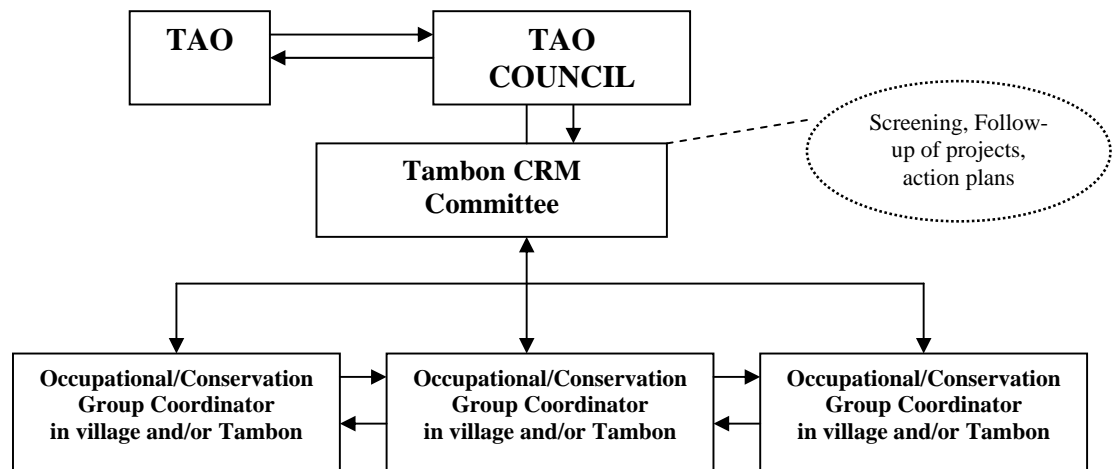 TAO
TAO
COUNCIL
Screening, Follow-
up of projects,
action plans
Tambon CRM
Committee
Occupational/Conservation
Group Coordinator
in village and/or Tambon
Occupational/Conservation
Group Coordinator
in village and/or Tambon
Occupational/Conservation
Group Coordinator
in village and/or Tambon